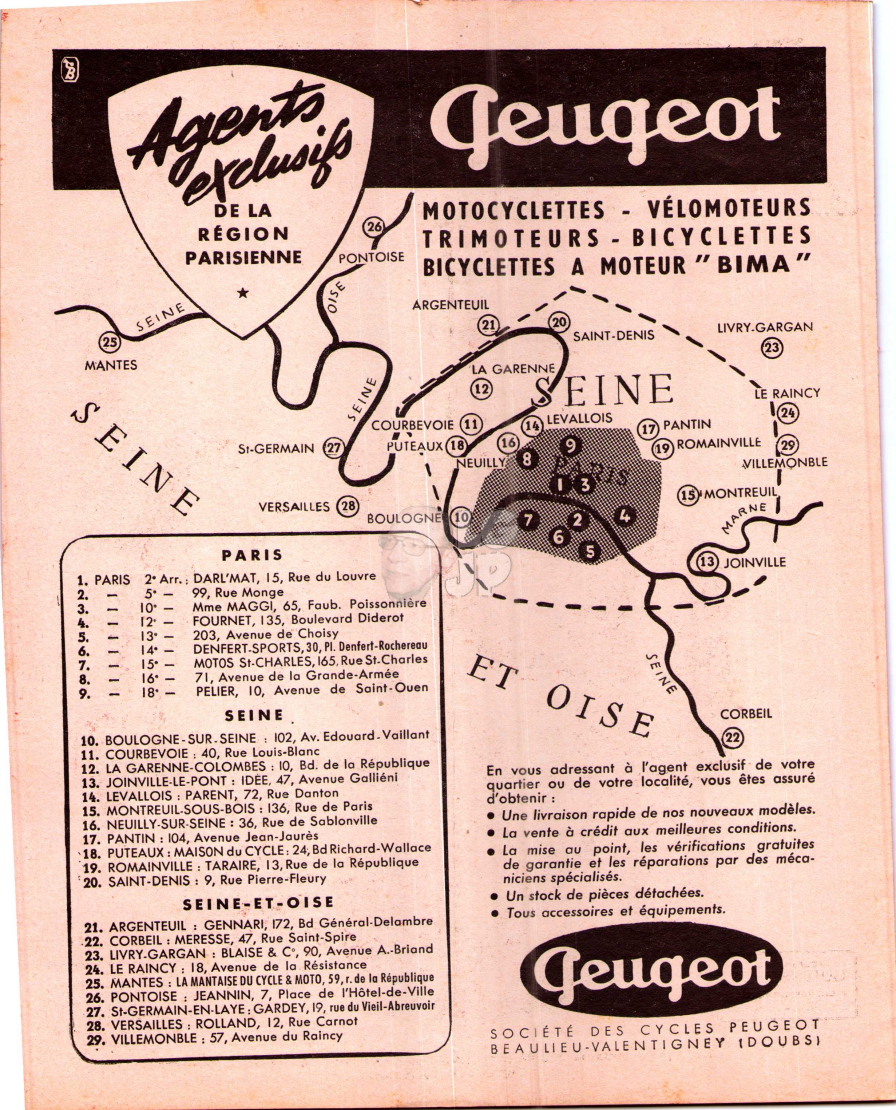 Agents
exclusifs
DE LA
RÉGION
PARISIENNE
Peugeot
MOTOCYCLETTES - VÉLOMOTEURS
TRIMOTEURS - BICYCLETTES
BICYCLETTES A MOTEUR "BIMA"
26
PONTOISE
OISE
SEINE
25
MANTES
ARGENTEUIL
21
20
SAINT-DENIS
LIVRY-GARGAN
23
LA GARENNE
12
SEINE
SEINE
LE RAINCY
24
COURBEVOIE 11
14 LEVALLOIS
17 PANTIN
PUTEAUX 18
16
9
19 ROMAINVILLE
29
VILLEMONBLE
St-GERMAIN 27
NEUILLY
8
PARIS
1 3
15 MONTREUIL
SEINE
VERSAILLES 28
BOULOGNE 10
7
2
4
6
5
MARNE
13 JOINVILLE
SEINE
ET OISE
CORBEIL
22
PARIS
1. PARIS 2e Arr. : DARL'MAT, 15, Rue du Louvre
2. — 5e — 99, Rue Monge
3. — 10e — Mme MAGGI, 65, Faub. Poissonnière
4. — 12e — FOURNET, 135, Boulevard Diderot
5. — 13e — 203, Avenue de Choisy
6. — 14e — DENFERT-SPORTS, 30, Pl. Denfert-Rochereau
7. — 15e — MOTOS St-CHARLES, 165, Rue St-Charles
8. — 16e — 71, Avenue de la Grande-Armée
9. — 18e — PELIER, 10, Avenue de Saint-Ouen
SEINE
10. BOULOGNE-SUR-SEINE : 102, Av. Edouard-Vaillant
11. COURBEVOIE : 40, Rue Louis-Blanc
12. LA GARENNE-COLOMBES : 10, Bd. de la République
13. JOINVILLE-LE-PONT : IDÉE, 47, Avenue Galliéni
14. LEVALLOIS : PARENT, 72, Rue Danton
15. MONTREUIL-SOUS-BOIS : 136, Rue de Paris
16. NEUILLY-SUR-SEINE : 36, Rue de Sablonville
17. PANTIN : 104, Avenue Jean-Jaurès
18. PUTEAUX : MAISON du CYCLE : 24, Bd Richard-Wallace
19. ROMAINVILLE : TARAIRE, 13, Rue de la République
20. SAINT-DENIS : 9, Rue Pierre-Fleury
SEINE-ET-OISE
21. ARGENTEUIL : GENNARI, 172, Bd Général-Delambre
22. CORBEIL : MERESSE, 47, Rue Saint-Spire
23. LIVRY-GARGAN : BLAISE & Co, 90, Avenue A.-Briand
24. LE RAINCY : 18, Avenue de la Résistance
25. MANTES : LA MANTAISE DU CYCLE & MOTO, 59, r. de la République
26. PONTOISE : JEANNIN, 7, Place de l'Hôtel-de-Ville
27. St-GERMAIN-EN-LAYE : GARDEY, 19, rue du Vieil-Abreuvoir
28. VERSAILLES : ROLLAND, 12, Rue Carnot
29. VILLEMONBLE : 57, Avenue du Raincy
En vous adressant à l'agent exclusif de votre
quartier ou de votre localité, vous êtes assuré
d'obtenir :
• Une livraison rapide de nos nouveaux modèles.
• La vente à crédit aux meilleures conditions.
• La mise au point, les vérifications gratuites
de garantie et les réparations par des méca-
niciens spécialisés.
• Un stock de pièces détachées.
• Tous accessoires et équipements.
Peugeot
SOCIÉTÉ DES CYCLES PEUGEOT
BEAULIEU-VALENTIGNEY (DOUBS)
JP